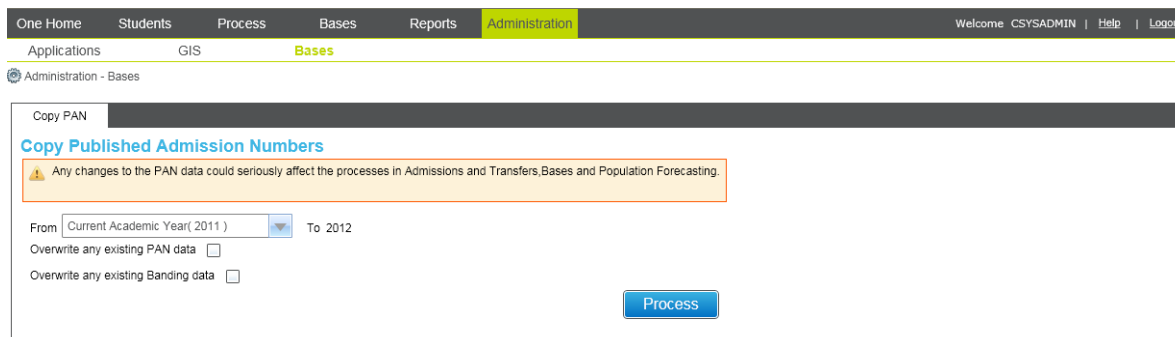 One Home Students Process Bases Reports Administration Welcome CSYSADMIN | Help | Logon
Applications GIS Bases
Administration - Bases
Copy PAN
Copy Published Admission Numbers
Any changes to the PAN data could seriously affect the processes in Admissions and Transfers,Bases and Population Forecasting.
From Current Academic Year( 2011 ) To 2012
Overwrite any existing PAN data
Overwrite any existing Banding data
Process